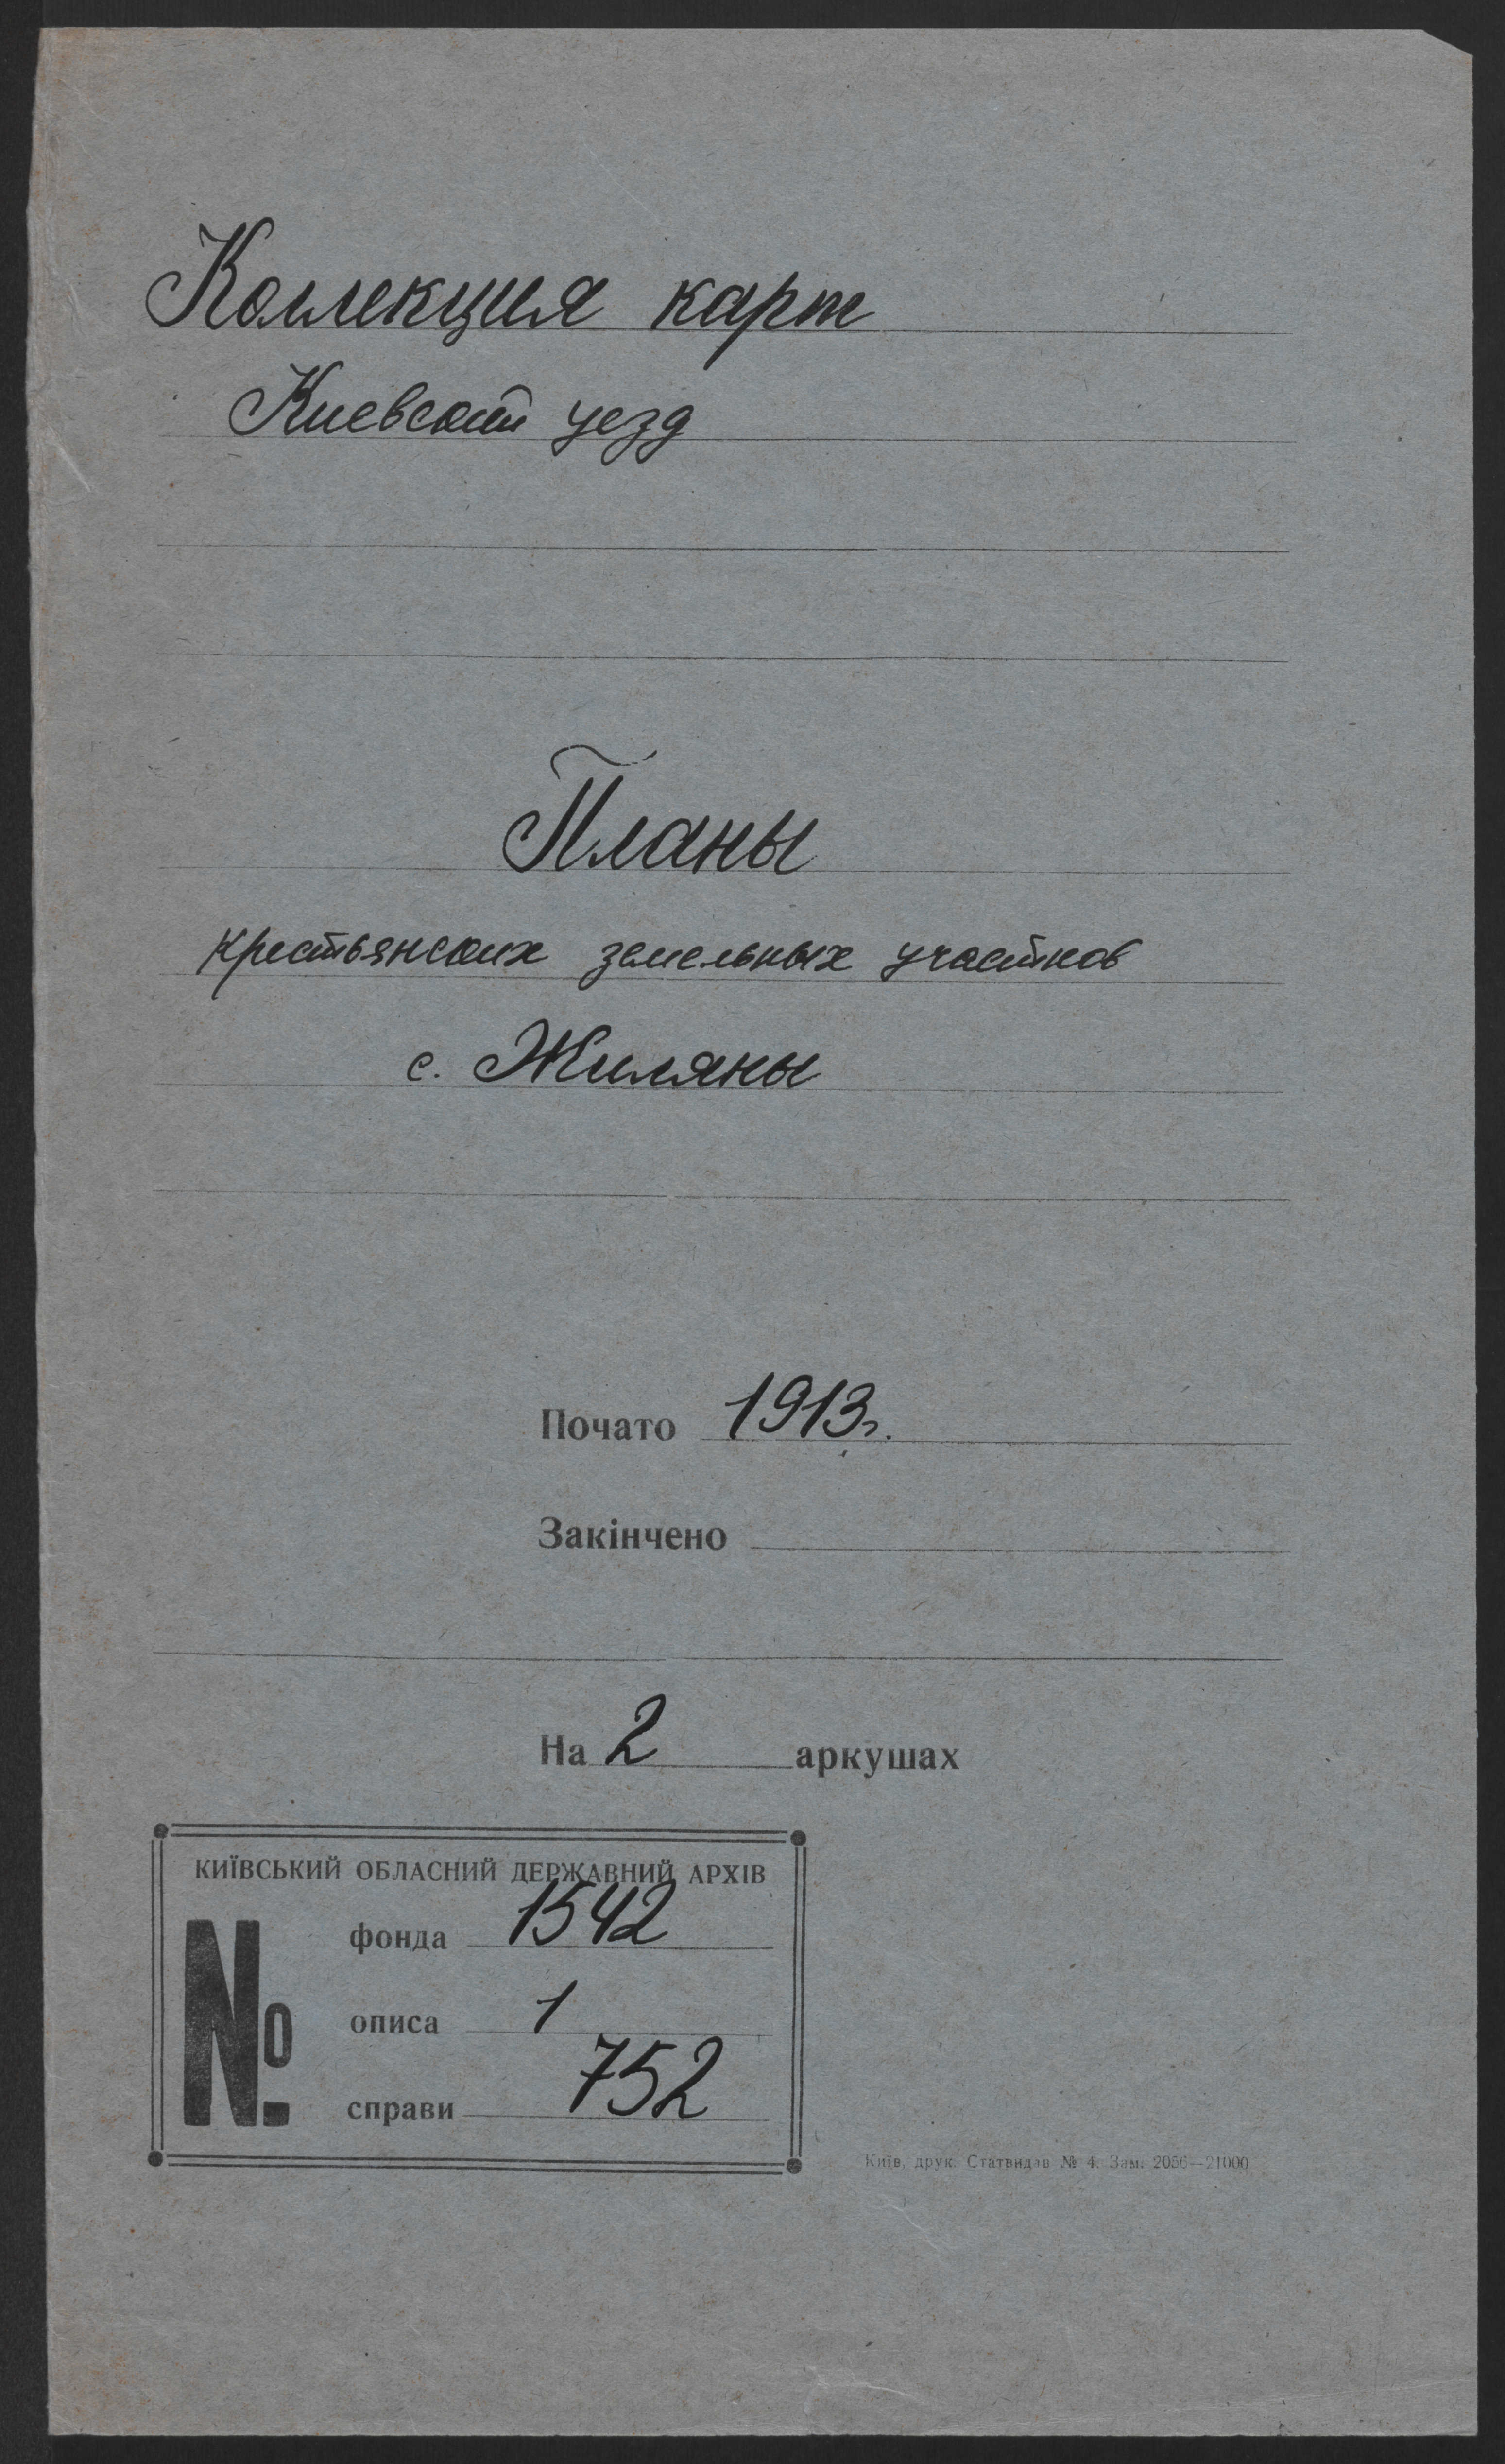 Коллекция карт
Киевский уезд
Планы
крестьянских земельных участков
с. Жиляны
Почато 1913г.
Закінчено
На 2 аркушах
КИЇВСЬКИЙ ОБЛАСНИЙ ДЕРЖАВНИЙ АРХІВ
№
фонда 1542
описа 1
справи 752
Київ, друк. Статвидав № 4. Зам. 2056—21000